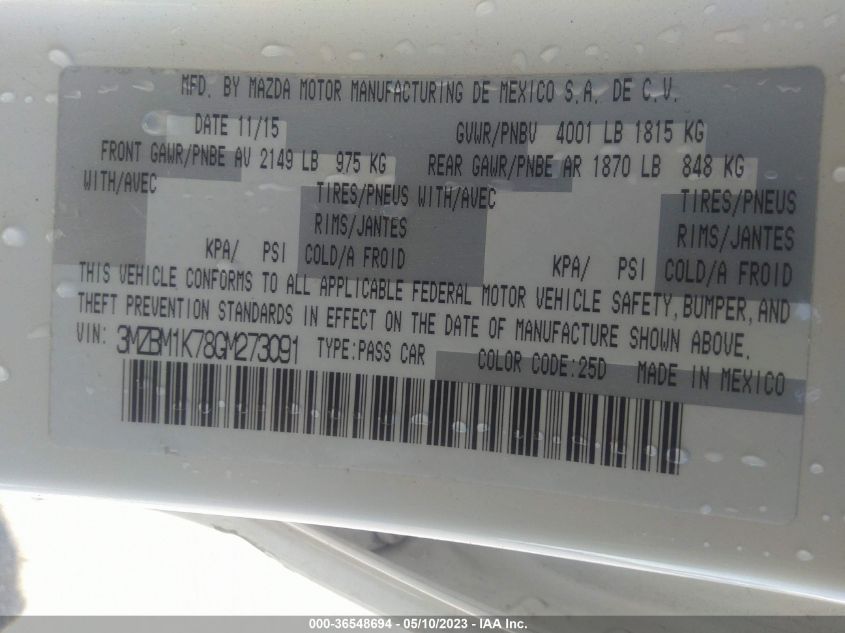 MFD. BY MAZDA MOTOR MANUFACTURING DE MEXICO S.A. DE C.V.
DATE 11/15 GVWR/PNBV 4001 LB 1815 KG
FRONT GAWR/PNBE AV 2149 LB 975 KG REAR GAWR/PNBE AR 1870 LB 848 KG
WITH/AVEC TIRES/PNEUS WITH/AVEC TIRES/PNEUS
RIMS/JANTES RIMS/JANTES
KPA/ PSI COLD/A FROID KPA/ PSI COLD/A FROID
THIS VEHICLE CONFORMS TO ALL APPLICABLE FEDERAL MOTOR VEHICLE SAFETY, BUMPER, AND
THEFT PREVENTION STANDARDS IN EFFECT ON THE DATE OF MANUFACTURE SHOWN ABOVE.
VIN: 3MZBM1K78GM273091 TYPE:PASS CAR COLOR CODE:25D MADE IN MEXICO
000-36548694 - 05/10/2023 - IAA Inc.